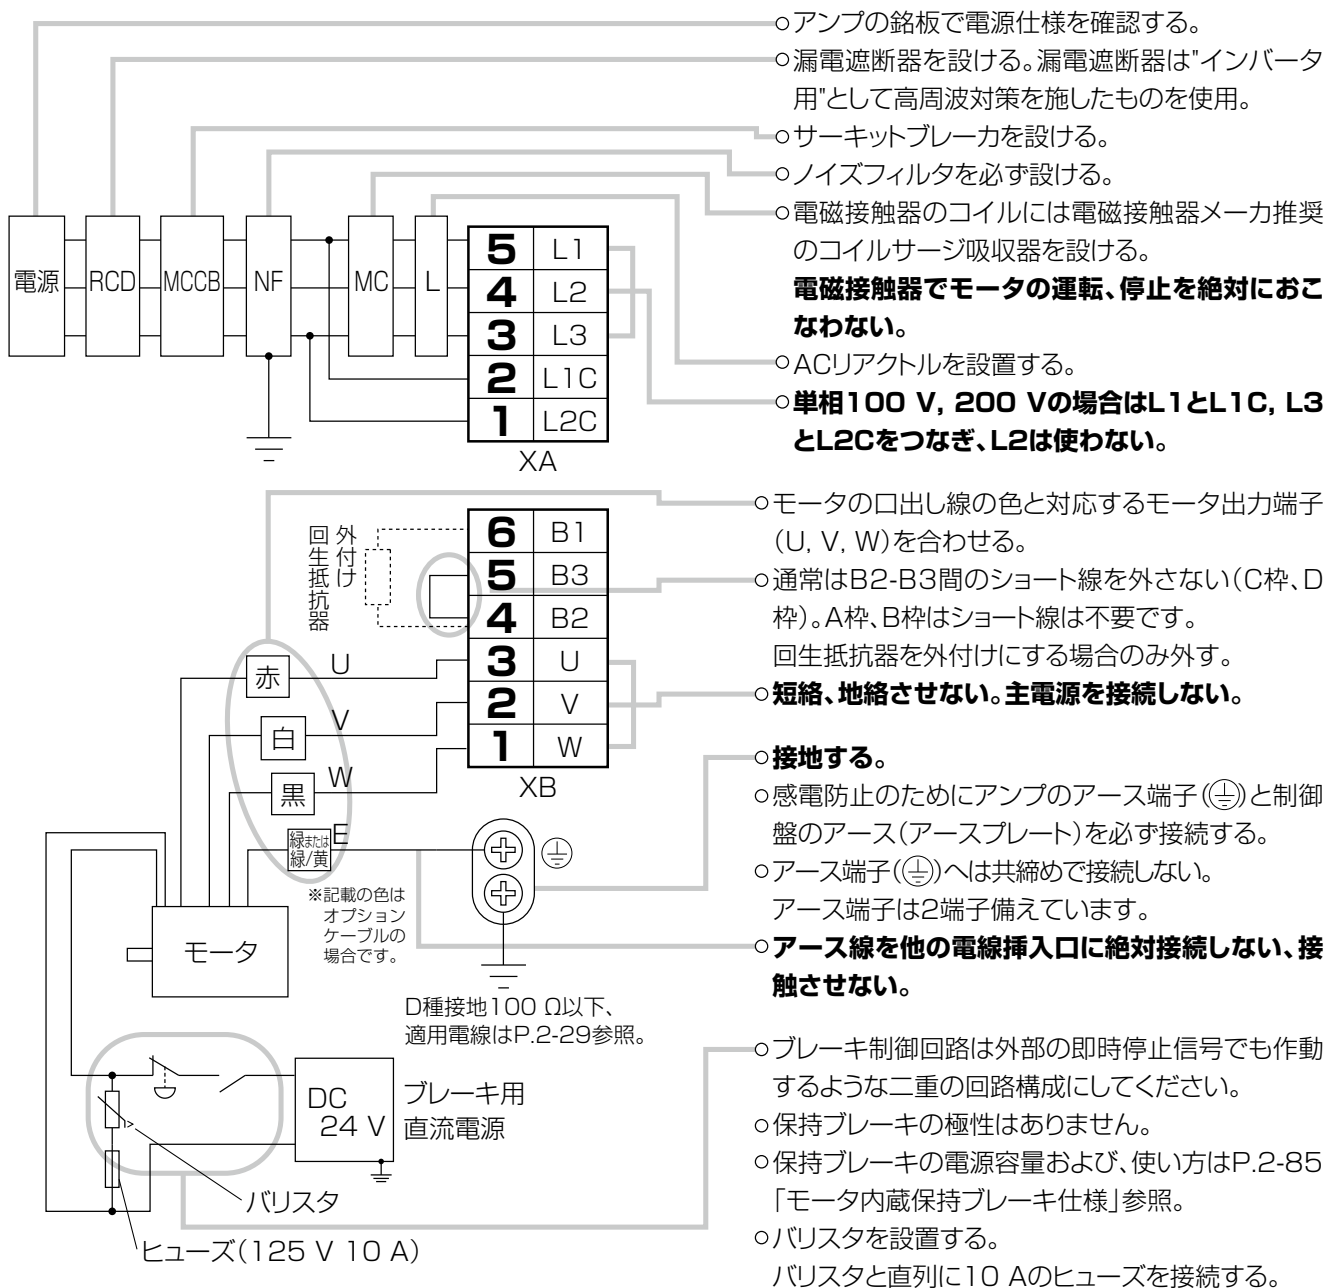 アンプの銘板で電源仕様を確認する。
漏電遮断器を設ける。漏電遮断器は"インバータ
用"として高周波対策を施したものを使用。
サーキットブレーカを設ける。
ノイズフィルタを必ず設ける。
電磁接触器のコイルには電磁接触器メーカ推奨
のコイルサージ吸収器を設ける。
電磁接触器でモータの運転、停止を絶対におこ
なわない。
ACリアクトルを設置する。
単相100 V, 200 Vの場合はL1とL1C, L3
とL2Cをつなぎ、L2は使わない。
電源
RCD
MCCB
NF
MC
L
5 L1
4 L2
3 L3
2 L1C
1 L2C
XA
モータの口出し線の色と対応するモータ出力端子
(U, V, W)を合わせる。
通常はB2-B3間のショート線を外さない(C枠、D
枠)。A枠、B枠はショート線は不要です。
回生抵抗器を外付けにする場合のみ外す。
短絡、地絡させない。主電源を接続しない。
外付け
回生抵抗器
6 B1
5 B3
4 B2
3 U
2 V
1 W
XB
赤 U
白 V
黒 W
緑または
緑/黄
E
※記載の色は
オプション
ケーブルの
場合です。
モータ
接地する。
感電防止のためにアンプのアース端子(⏚)と制御
盤のアース(アースプレート)を必ず接続する。
アース端子(⏚)へは共締めで接続しない。
アース端子は2端子備えています。
アース線を他の電線挿入口に絶対接続しない、接
触させない。
D種接地100 Ω以下、
適用電線はP.2-29参照。
DC
24 V
ブレーキ用
直流電源
バリスタ
ヒューズ(125 V 10 A)
ブレーキ制御回路は外部の即時停止信号でも作動
するような二重の回路構成にしてください。
保持ブレーキの極性はありません。
保持ブレーキの電源容量および、使い方はP.2-85
「モータ内蔵保持ブレーキ仕様」参照。
バリスタを設置する。
バリスタと直列に10 Aのヒューズを接続する。